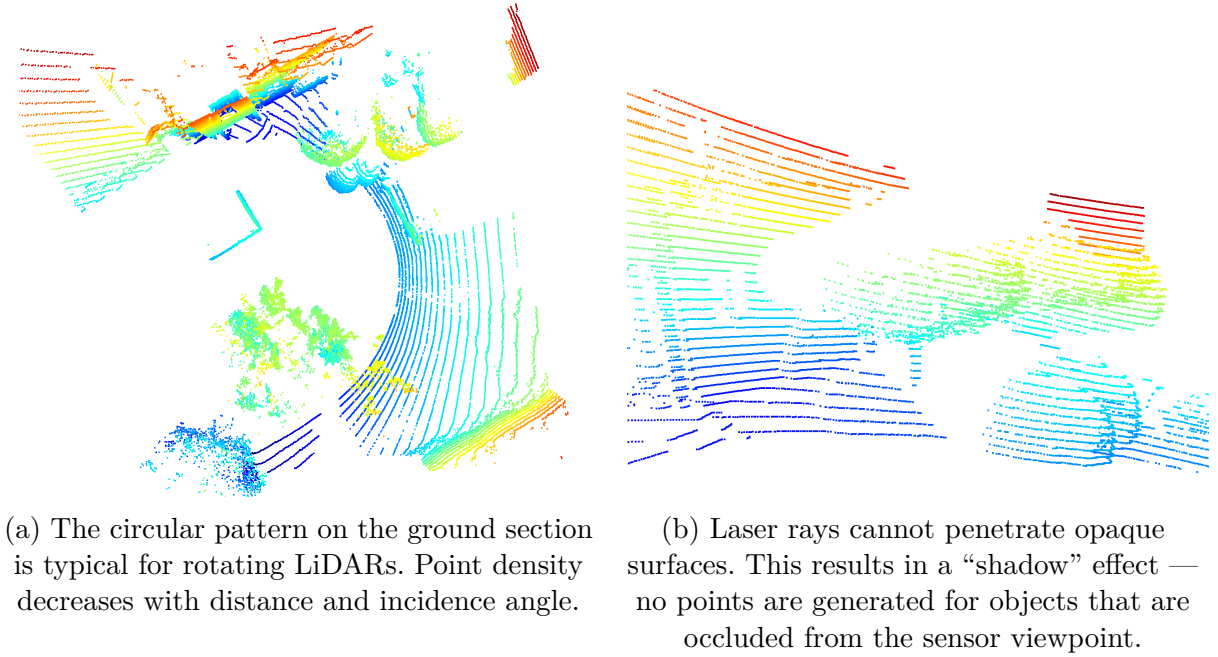 (a) The circular pattern on the ground section
is typical for rotating LiDARs. Point density
decreases with distance and incidence angle.
(b) Laser rays cannot penetrate opaque
surfaces. This results in a “shadow” effect —
no points are generated for objects that are
occluded from the sensor viewpoint.